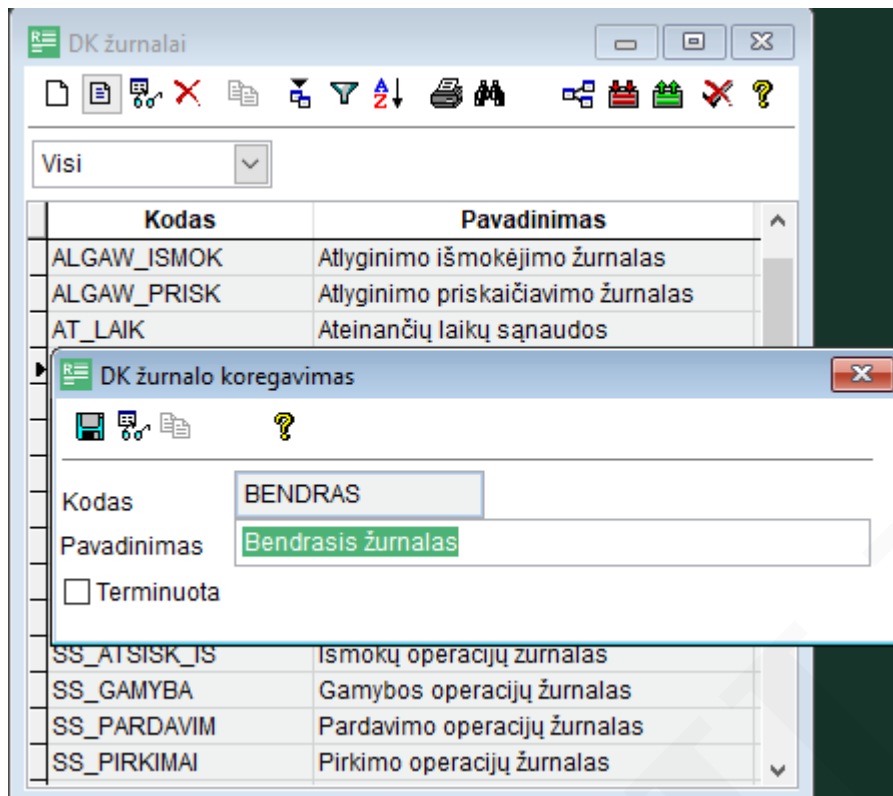 DK žurnalai
Visi
Kodas Pavadinimas
ALGAW_ISMOK Atlyginimo išmokėjimo žurnalas
ALGAW_PRISK Atlyginimo priskaičiavimo žurnalas
AT_LAIK Ateinančių laikų sąnaudos
DK žurnalo koregavimas
Kodas BENDRAS
Pavadinimas Bendrasis žurnalas
Terminuota
SS_ATSISK_IS Išmokų operacijų žurnalas
SS_GAMYBA Gamybos operacijų žurnalas
SS_PARDAVIM Pardavimo operacijų žurnalas
SS_PIRKIMAI Pirkimo operacijų žurnalas